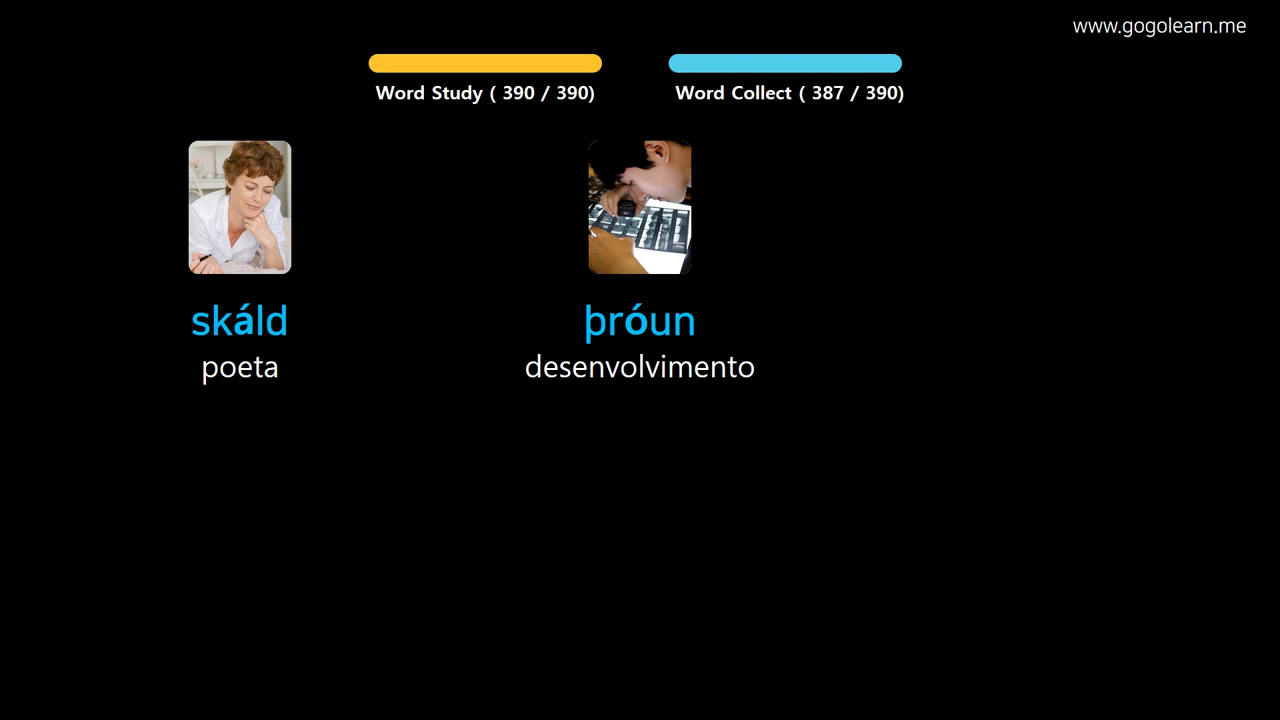 www.gogolearn.me
Word Study ( 390 / 390)
Word Collect ( 387 / 390)
skáld
þróun
poeta
desenvolvimento